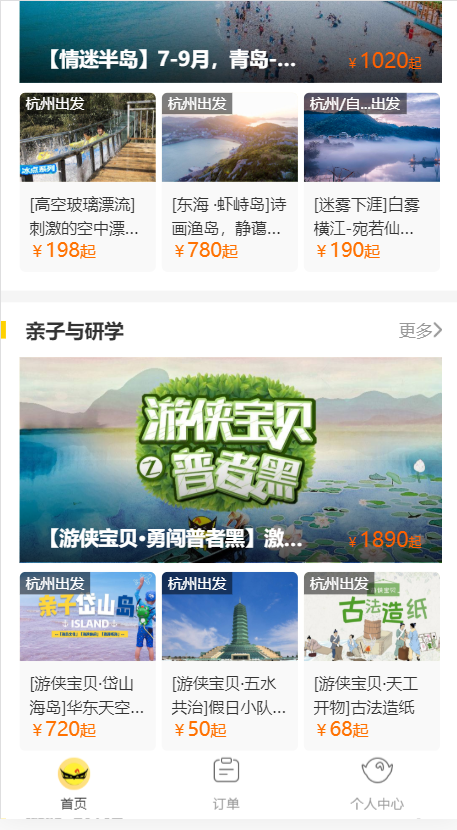 【情迷半岛】7-9月，青岛-...
￥1020起
杭州出发
杭州出发
杭州/自...出发
冰点系列
[高空玻璃漂流]
刺激的空中漂...
￥198起
[东海 ·虾峙岛]诗
画渔岛，静蔼...
￥780起
[迷雾下涯]白雾
横江-宛若仙...
￥190起
亲子与研学
更多
游侠宝贝
普者黑
【游侠宝贝·勇闯普者黑】激...
￥1890起
杭州出发
杭州出发
杭州出发
亲子岱山岛
ISLAND
古法造纸
[游侠宝贝·岱山
海岛]华东天空...
￥720起
[游侠宝贝·五水
共治]假日小队...
￥50起
[游侠宝贝·天工
开物]古法造纸
￥68起
首页
订单
个人中心